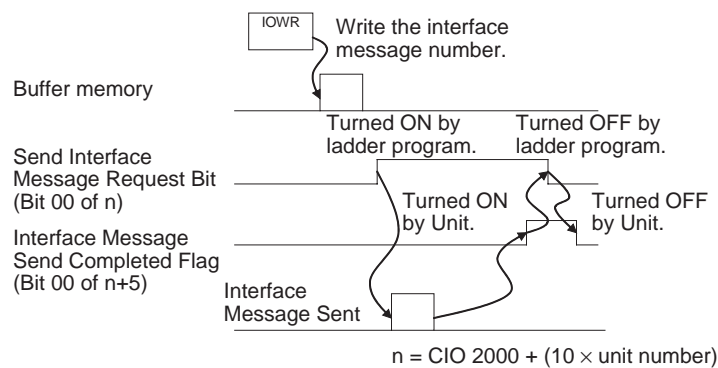 IOWR
Write the interface
message number.
Buffer memory
Turned ON by
ladder program.
Turned OFF by
ladder program.
Send Interface
Message Request Bit
(Bit 00 of n)
Turned ON
by Unit.
Turned OFF
by Unit.
Interface Message
Send Completed Flag
(Bit 00 of n+5)
Interface
Message Sent
n = CIO 2000 + (10 × unit number)